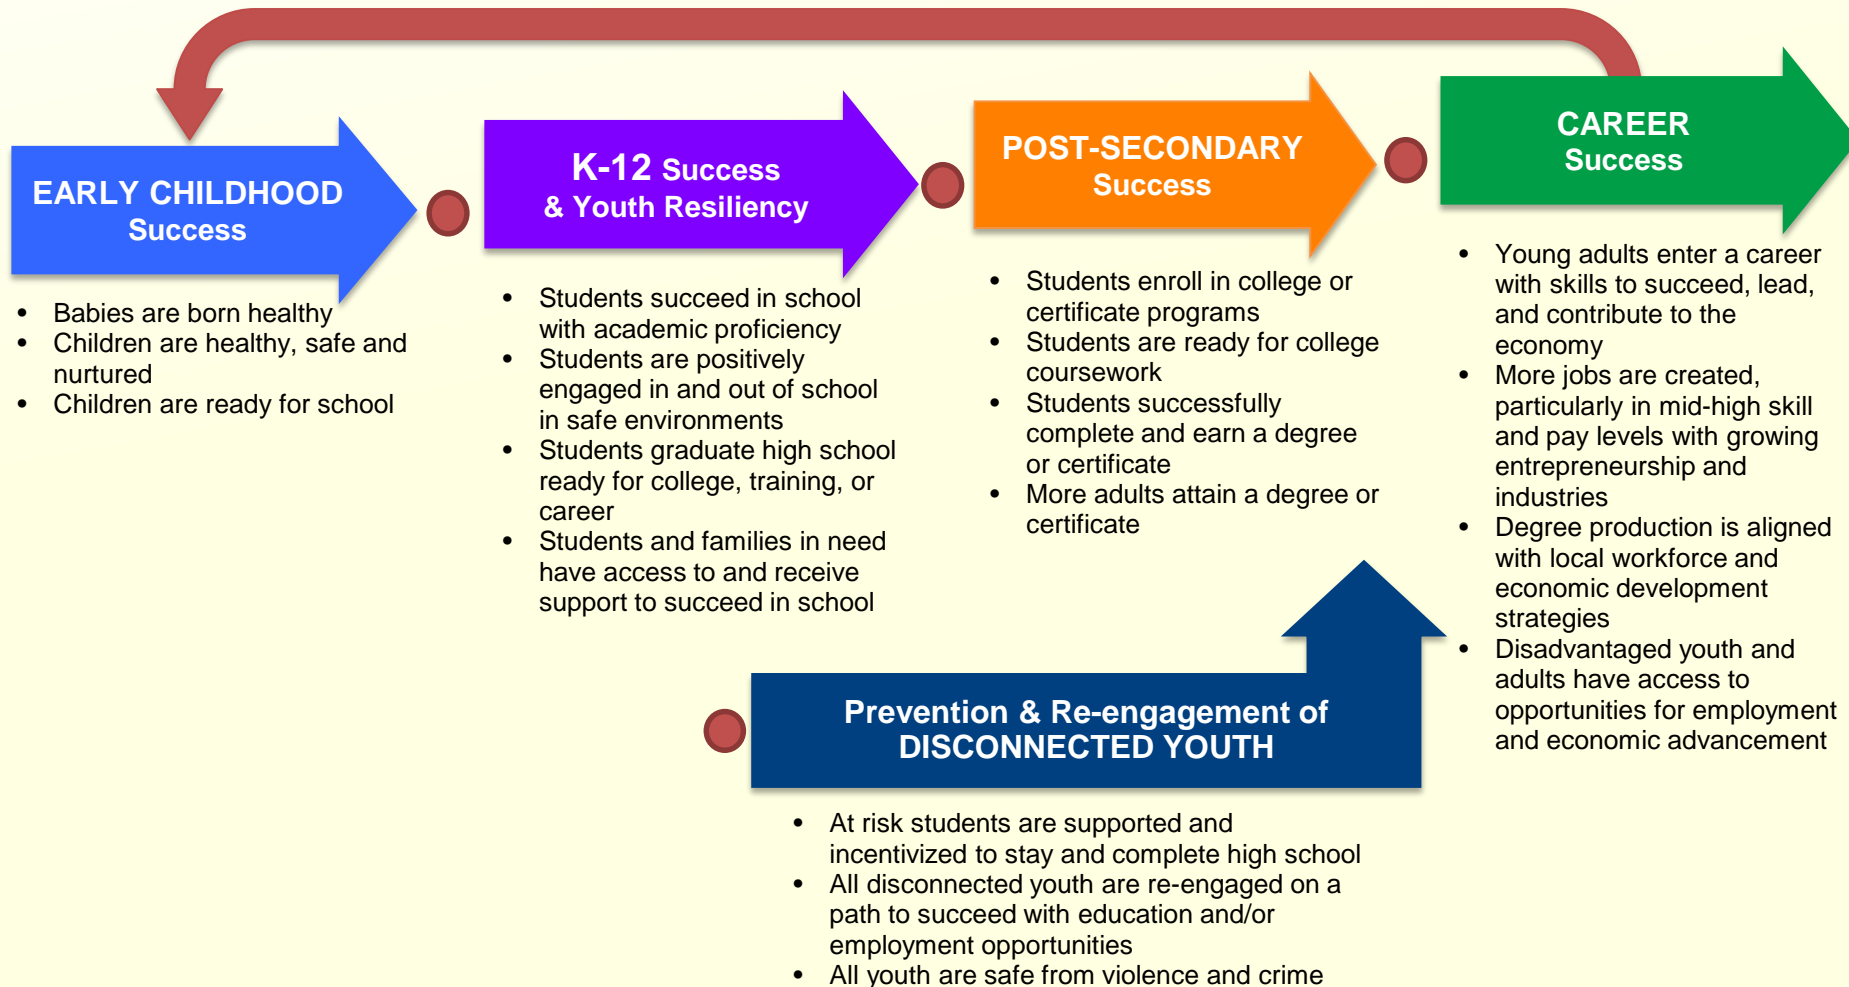 EARLY CHILDHOOD
Success
• Babies are born healthy
• Children are healthy, safe and
nurtured
• Children are ready for school
K-12 Success
& Youth Resiliency
• Students succeed in school
with academic proficiency
• Students are positively
engaged in and out of school
in safe environments
• Students graduate high school
ready for college, training, or
career
• Students and families in need
have access to and receive
support to succeed in school
POST-SECONDARY
Success
• Students enroll in college or
certificate programs
• Students are ready for college
coursework
• Students successfully
complete and earn a degree
or certificate
• More adults attain a degree or
certificate
CAREER
Success
• Young adults enter a career
with skills to succeed, lead,
and contribute to the
economy
• More jobs are created,
particularly in mid-high skill
and pay levels with growing
entrepreneurship and
industries
• Degree production is aligned
with local workforce and
economic development
strategies
• Disadvantaged youth and
adults have access to
opportunities for employment
and economic advancement
Prevention & Re-engagement of
DISCONNECTED YOUTH
• At risk students are supported and
incentivized to stay and complete high school
• All disconnected youth are re-engaged on a
path to succeed with education and/or
employment opportunities
• All youth are safe from violence and crime